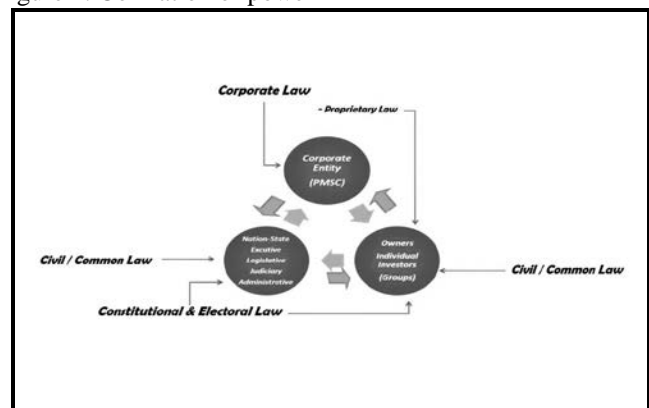 Corporate Law
- Proprietary Law
Corporate
Entity
(PMSC)
Nation-State
Excutive
Legislative
Judiciary
Administrative
Owners
Individual
Investors
(Groups)
Civil / Common Law
Civil / Common Law
Constitutional & Electoral Law